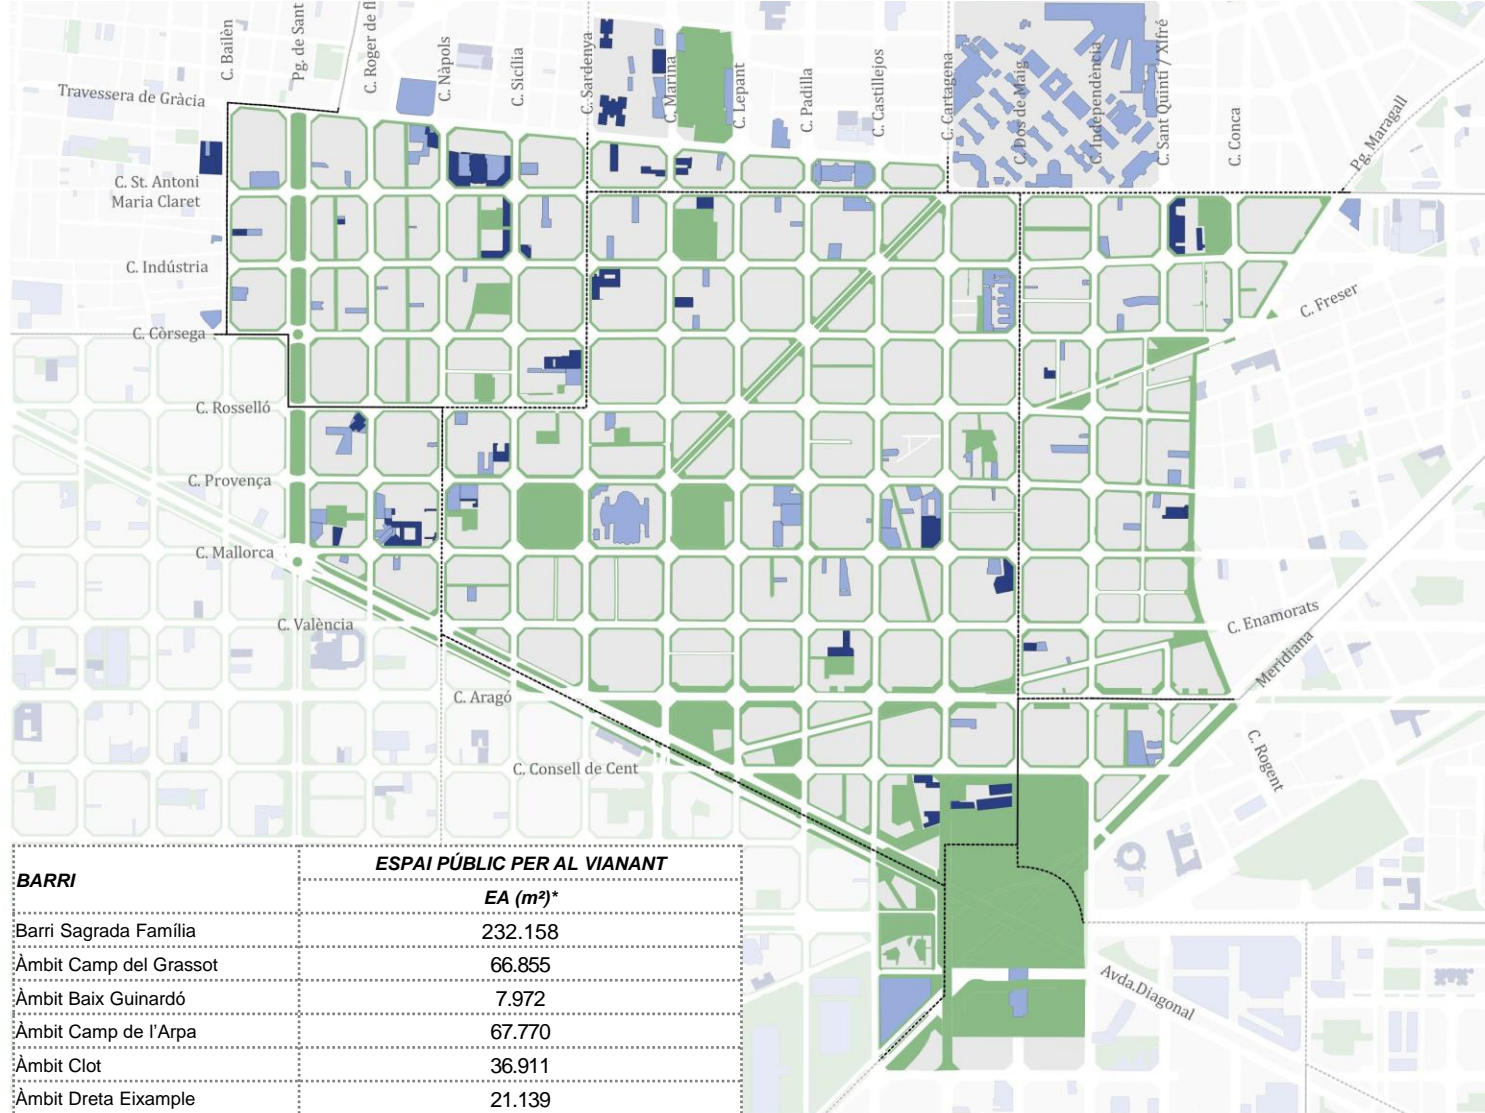 C. Bailèn
Pg. de Sant
C. Roger de fl
C. Nàpols
C. Sicília
C. Sardenya
C. Marina
C. Lepant
C. Padilla
C. Castillejos
C. Cartagena
C. Dos de Maig
C. Independència
C. Sant Quintí / Xifré
C. Conca
Pg. Maragall
Travessera de Gràcia
C. St. Antoni
Maria Claret
C. Indústria
C. Còrsega
C. Freser
C. Rosselló
C. Provença
C. Mallorca
C. València
C. Enamorats
Meridiana
C. Aragó
C. Rogent
C. Consell de Cent
Avda.Diagonal
BARRI
ESPAI PÚBLIC PER AL VIANANT
EA (m²)*
Barri Sagrada Família 232.158
Àmbit Camp del Grassot 66.855
Àmbit Baix Guinardó 7.972
Àmbit Camp de l'Arpa 67.770
Àmbit Clot 36.911
Àmbit Dreta Eixample 21.139